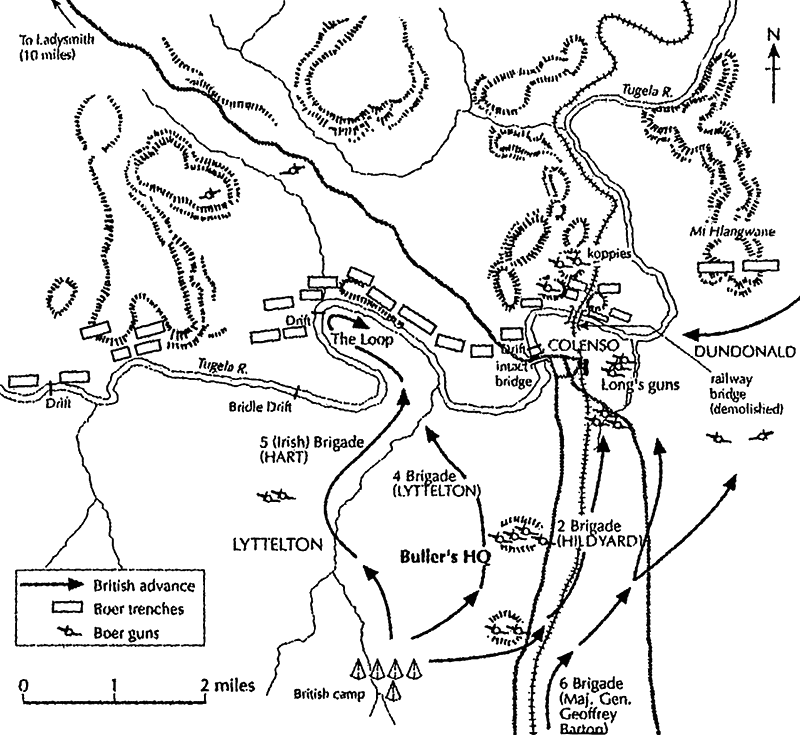 To Ladysmith
(10 miles)
N
Tugela R.
Mi Hlangwane
koppies
Drift
The Loop
Drift
COLENSO
intact
bridge
DUNDONALD
Long's guns
railway
bridge
(demolished)
Tugela R.
Drift
Bridle Drift
5 (Irish) Brigade
(HART)
4 Brigade
(LYTTELTON)
LYTTELTON
2 Brigade
(HILDYARD)
Buller's HQ
British advance
Boer trenches
Boer guns
0 1 2 miles
British camp
6 Brigade
(Maj. Gen.
Geoffrey
Barton)